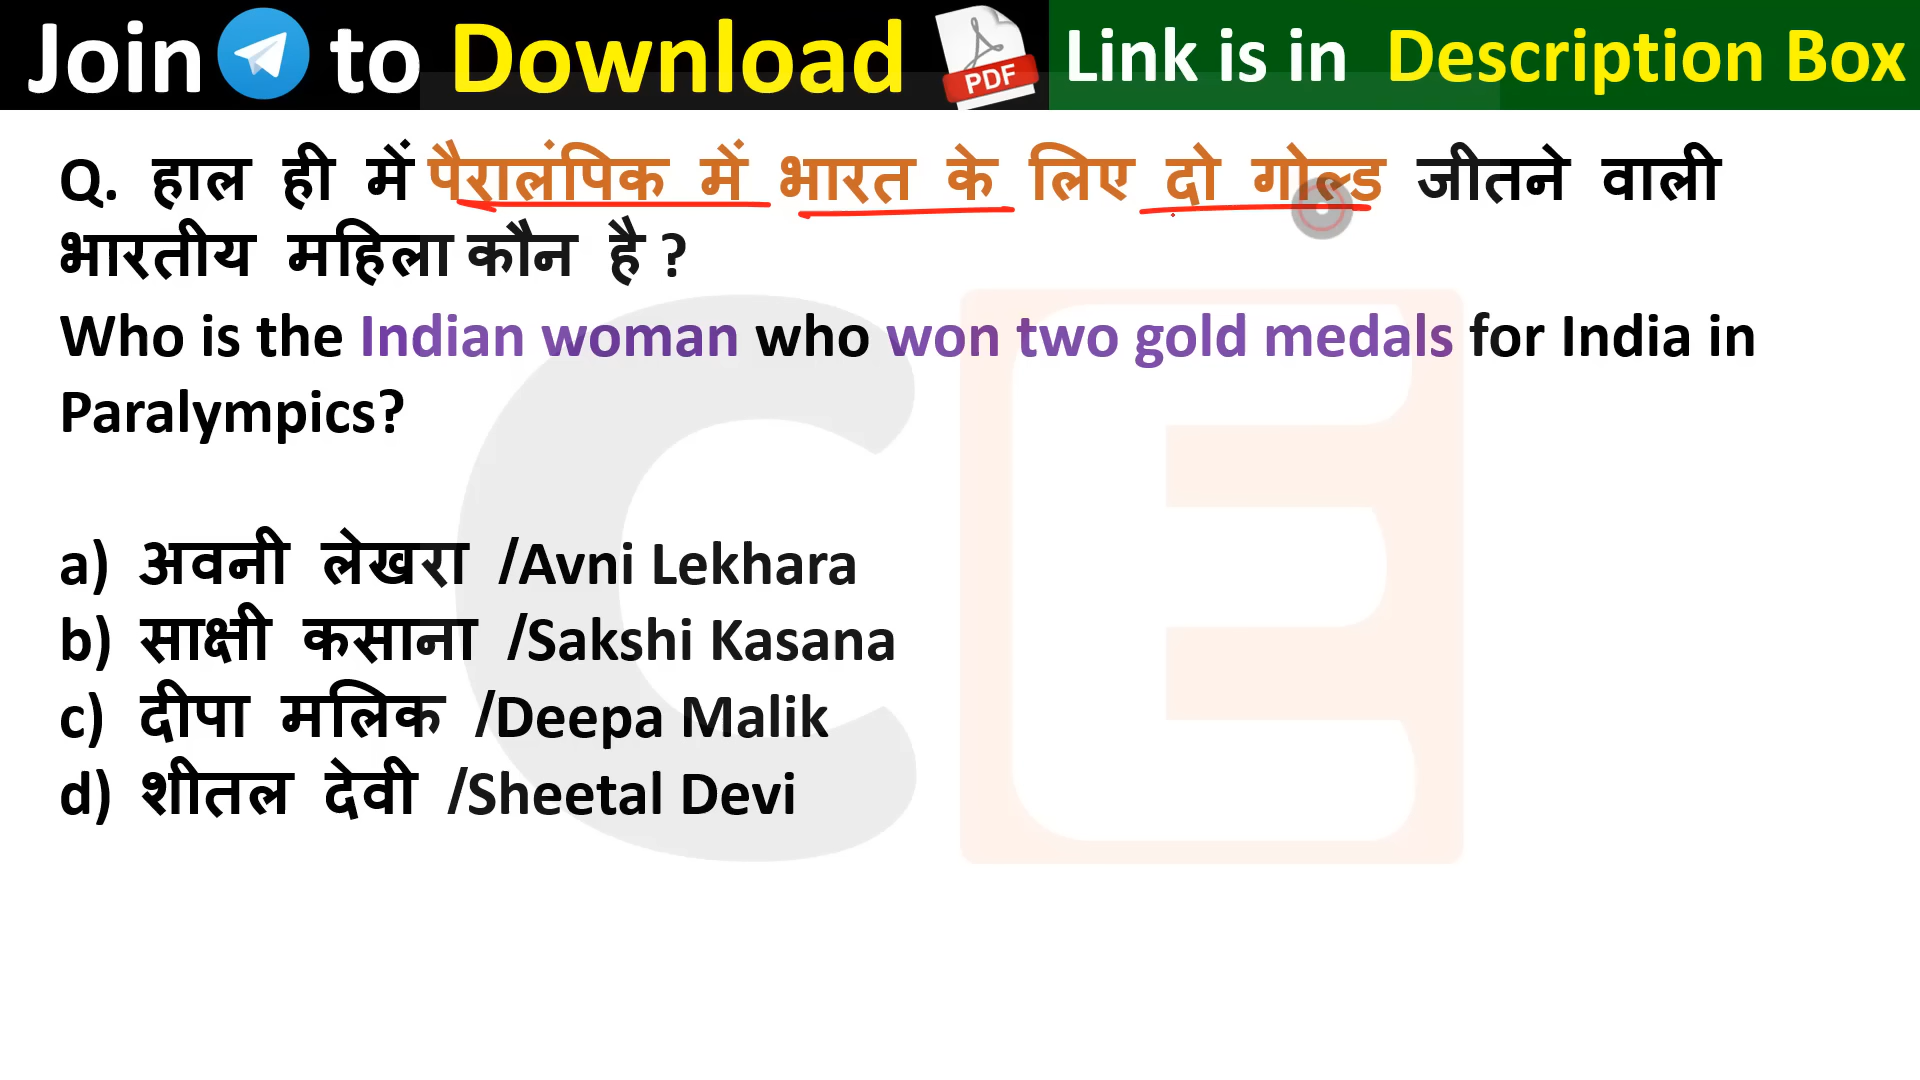 Join to Download PDF Link is in Description Box
Q. हाल ही में पैरालंपिक में भारत के लिए दो गोल्ड जीतने वाली
भारतीय महिला कौन है ?
Who is the Indian woman who won two gold medals for India in
Paralympics?
a) अवनी लेखरा /Avni Lekhara
b) साक्षी कसाना /Sakshi Kasana
c) दीपा मलिक /Deepa Malik
d) शीतल देवी /Sheetal Devi
CE